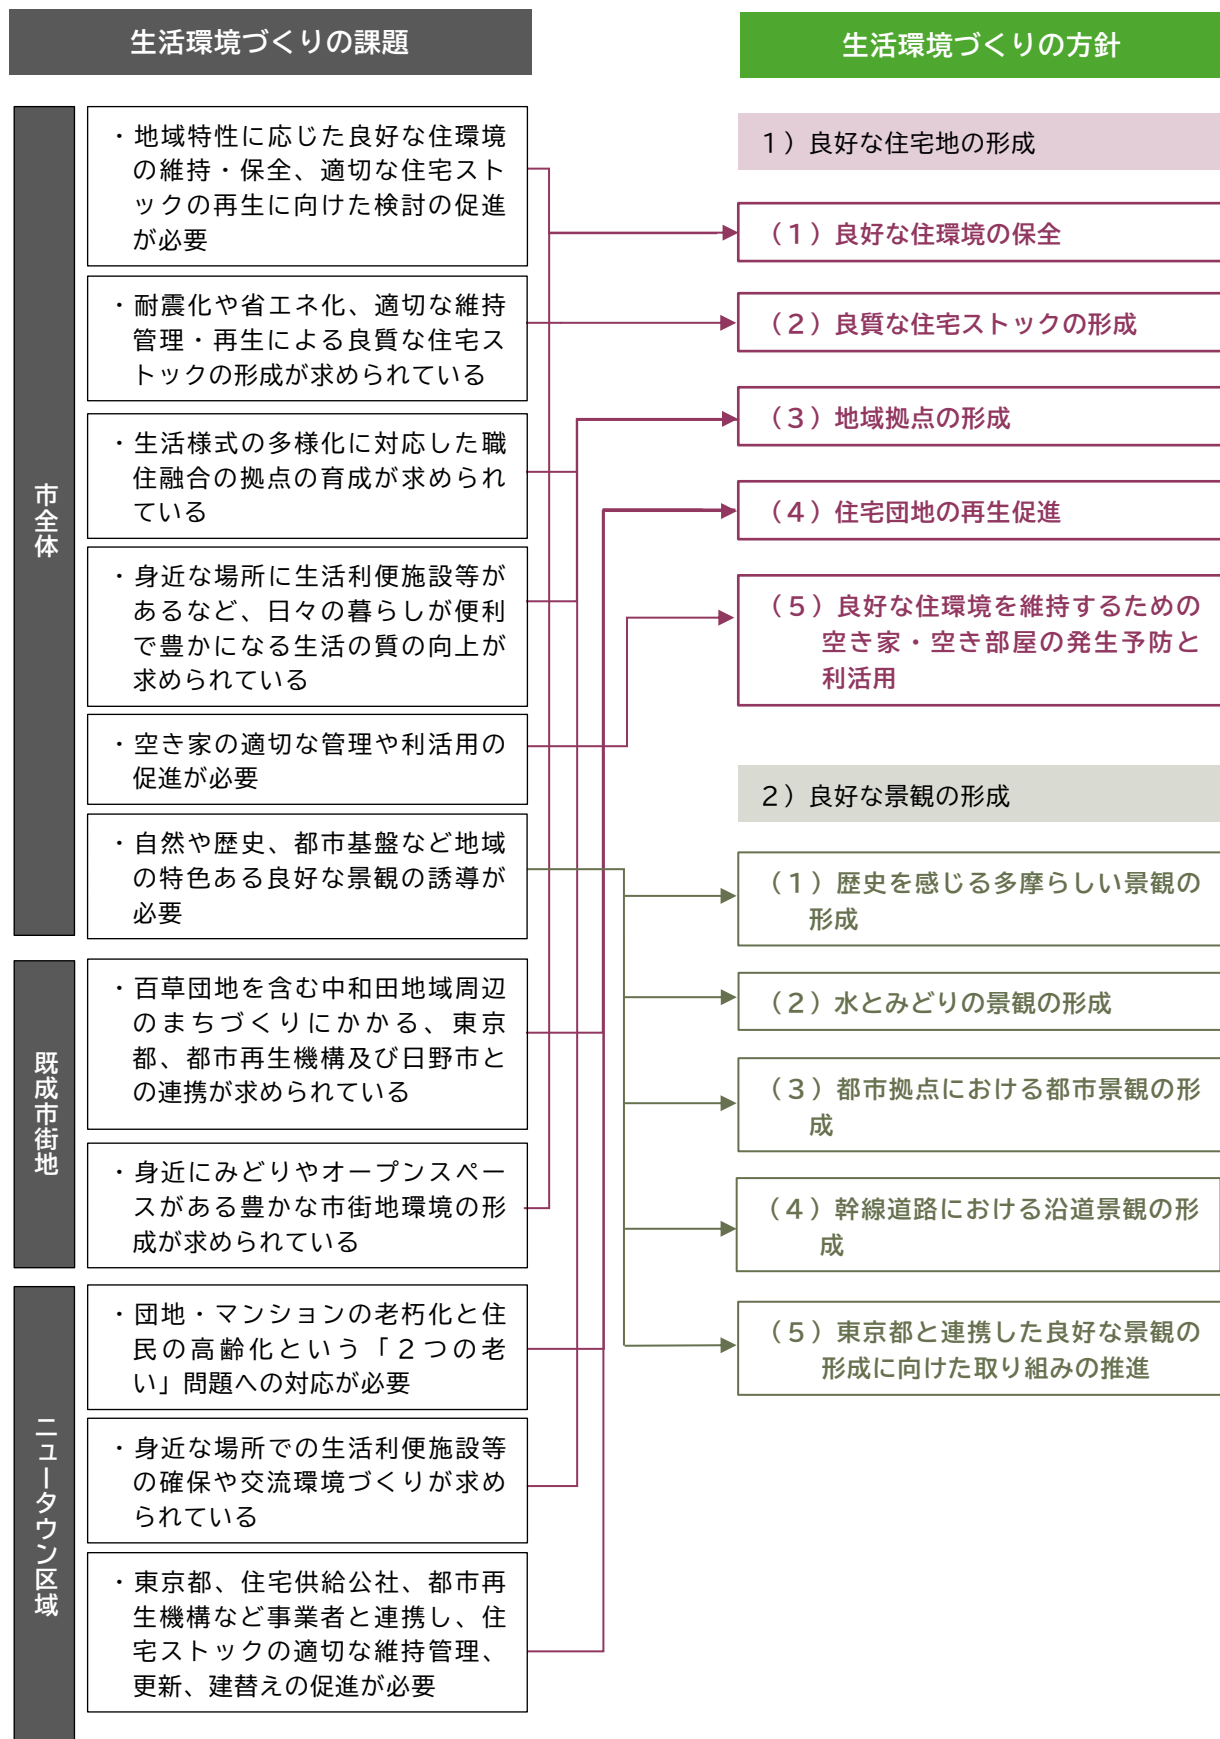 生活環境づくりの課題
市全体
・地域特性に応じた良好な住環境
の維持・保全、適切な住宅スト
ックの再生に向けた検討の促進
が必要
・耐震化や省エネ化、適切な維持
管理・再生による良質な住宅ス
トックの形成が求められている
・生活様式の多様化に対応した職
住融合の拠点の育成が求められ
ている
・身近な場所に生活利便施設等が
あるなど、日々の暮らしが便利
で豊かになる生活の質の向上が
求められている
・空き家の適切な管理や利活用の
促進が必要
・自然や歴史、都市基盤など地域
の特色ある良好な景観の誘導が
必要
既成市街地
・百草団地を含む中和田地域周辺
のまちづくりにかかる、東京
都、都市再生機構及び日野市と
の連携が求められている
・身近にみどりやオープンスペー
スがある豊かな市街地環境の形
成が求められている
ニュータウン区域
・団地・マンションの老朽化と住
民の高齢化という「２つの老
い」問題への対応が必要
・身近な場所での生活利便施設等
の確保や交流環境づくりが求め
られている
・東京都、住宅供給公社、都市再
生機構など事業者と連携し、住
宅ストックの適切な維持管理、
更新、建替えの促進が必要
生活環境づくりの方針
１）良好な住宅地の形成
（１）良好な住環境の保全
（２）良質な住宅ストックの形成
（３）地域拠点の形成
（４）住宅団地の再生促進
（５）良好な住環境を維持するための
空き家・空き部屋の発生予防と
利活用
２）良好な景観の形成
（１）歴史を感じる多摩らしい景観の
形成
（２）水とみどりの景観の形成
（３）都市拠点における都市景観の形
成
（４）幹線道路における沿道景観の形
成
（５）東京都と連携した良好な景観の
形成に向けた取り組みの推進